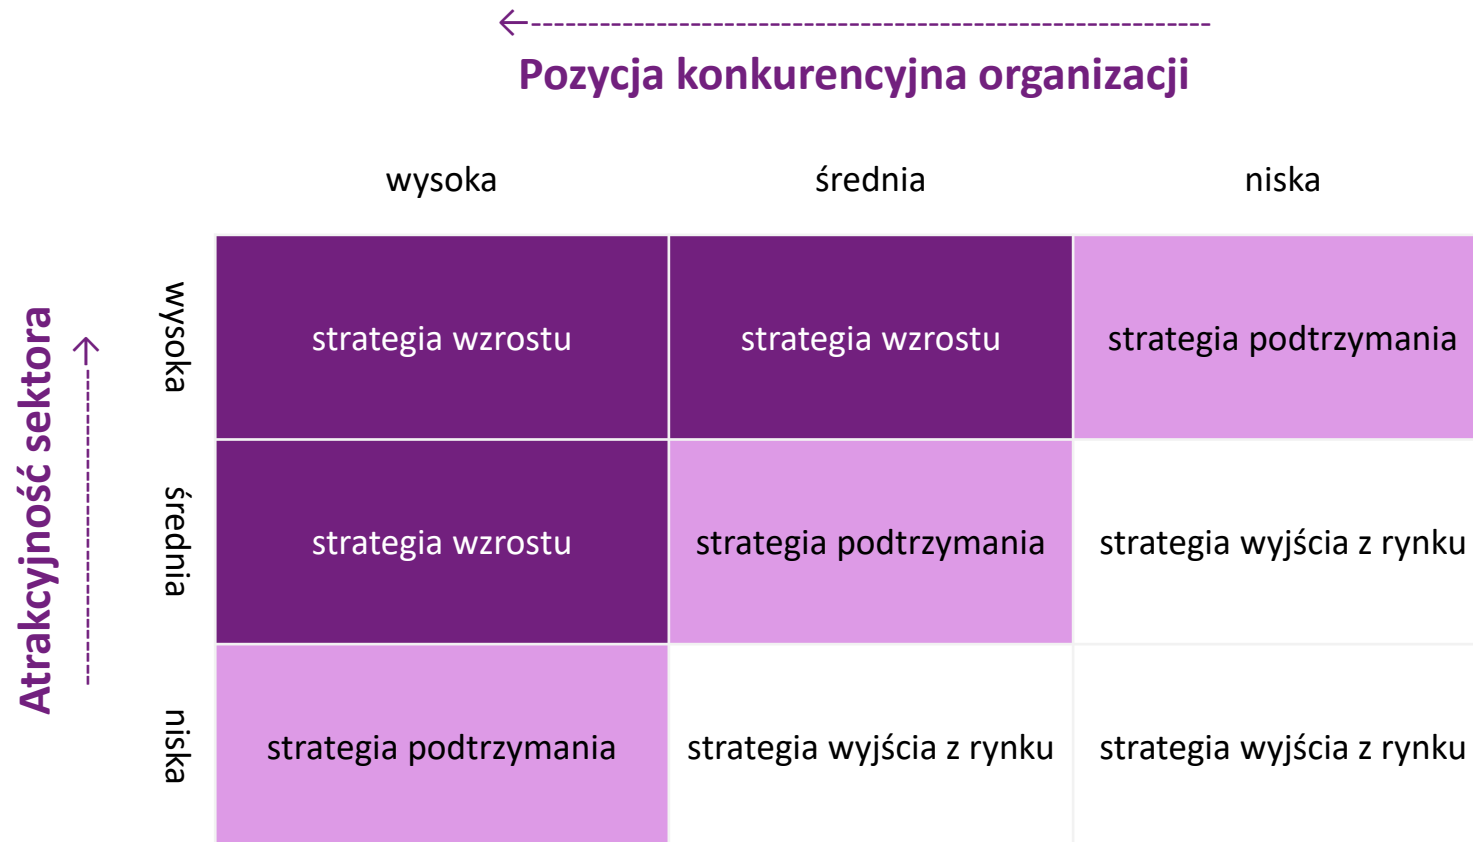 Pozycja konkurencyjna organizacji
wysoka średnia niska
Atrakcyjność sektora
wysoka
strategia wzrostu strategia wzrostu strategia podtrzymania
średnia
strategia wzrostu strategia podtrzymania strategia wyjścia z rynku
niska
strategia podtrzymania strategia wyjścia z rynku strategia wyjścia z rynku